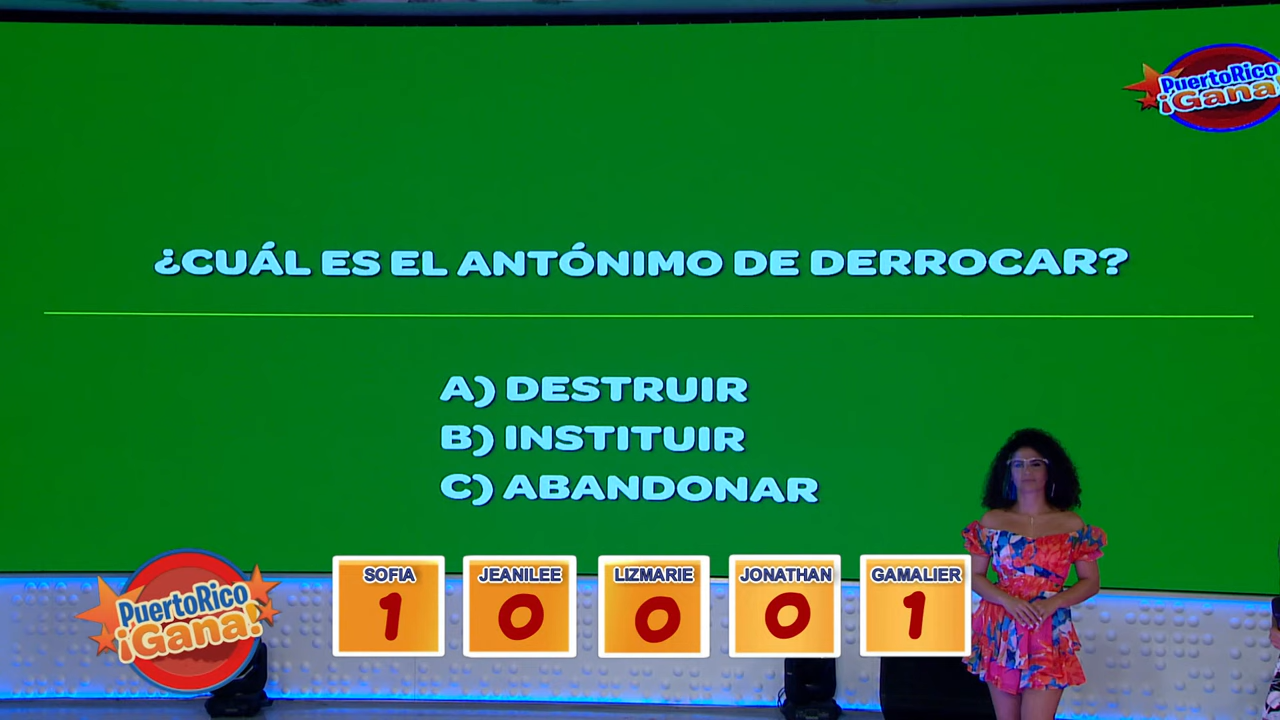 PuertoRico
¡Gana!
¿CUÁL ES EL ANTÓNIMO DE DERROCAR?
A) DESTRUIR
B) INSTITUIR
C) ABANDONAR
SOFIA
JEANILEE
LIZMARIE
JONATHAN
GAMALIER
1
0
0
0
1
PuertoRico
¡Gana!